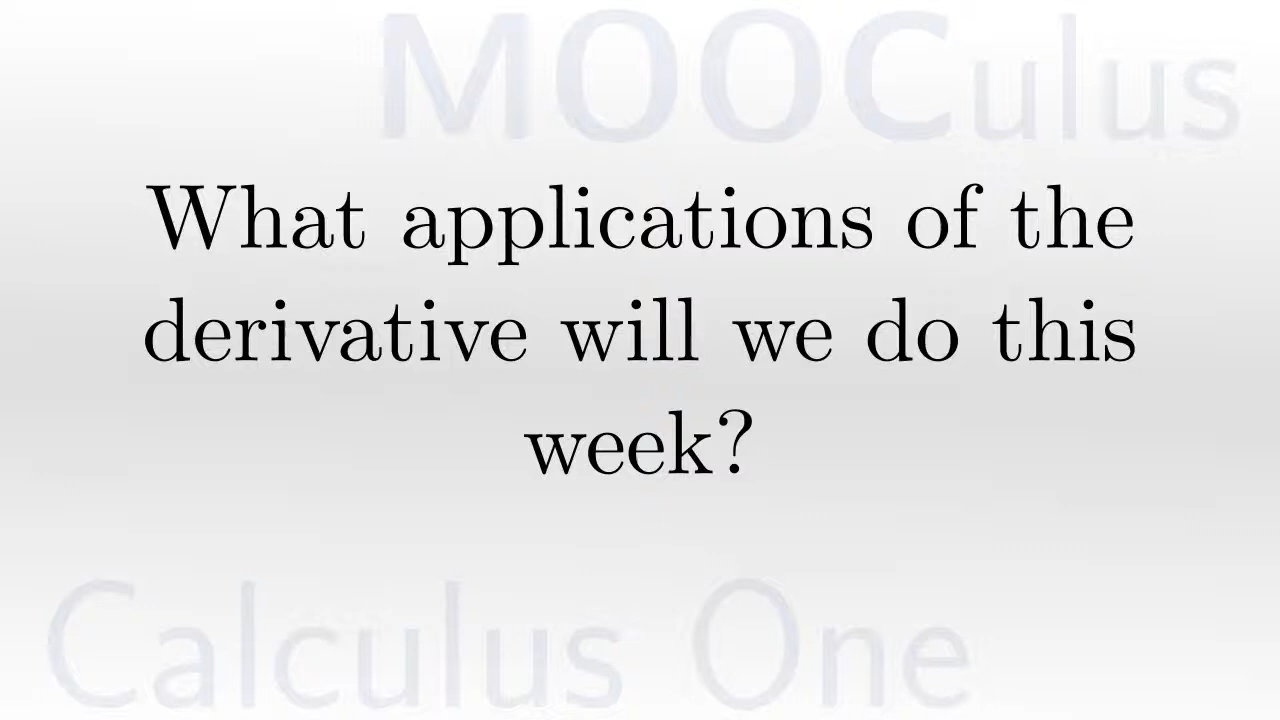 MOOCulus
What applications of the
derivative will we do this
week?
Calculus One